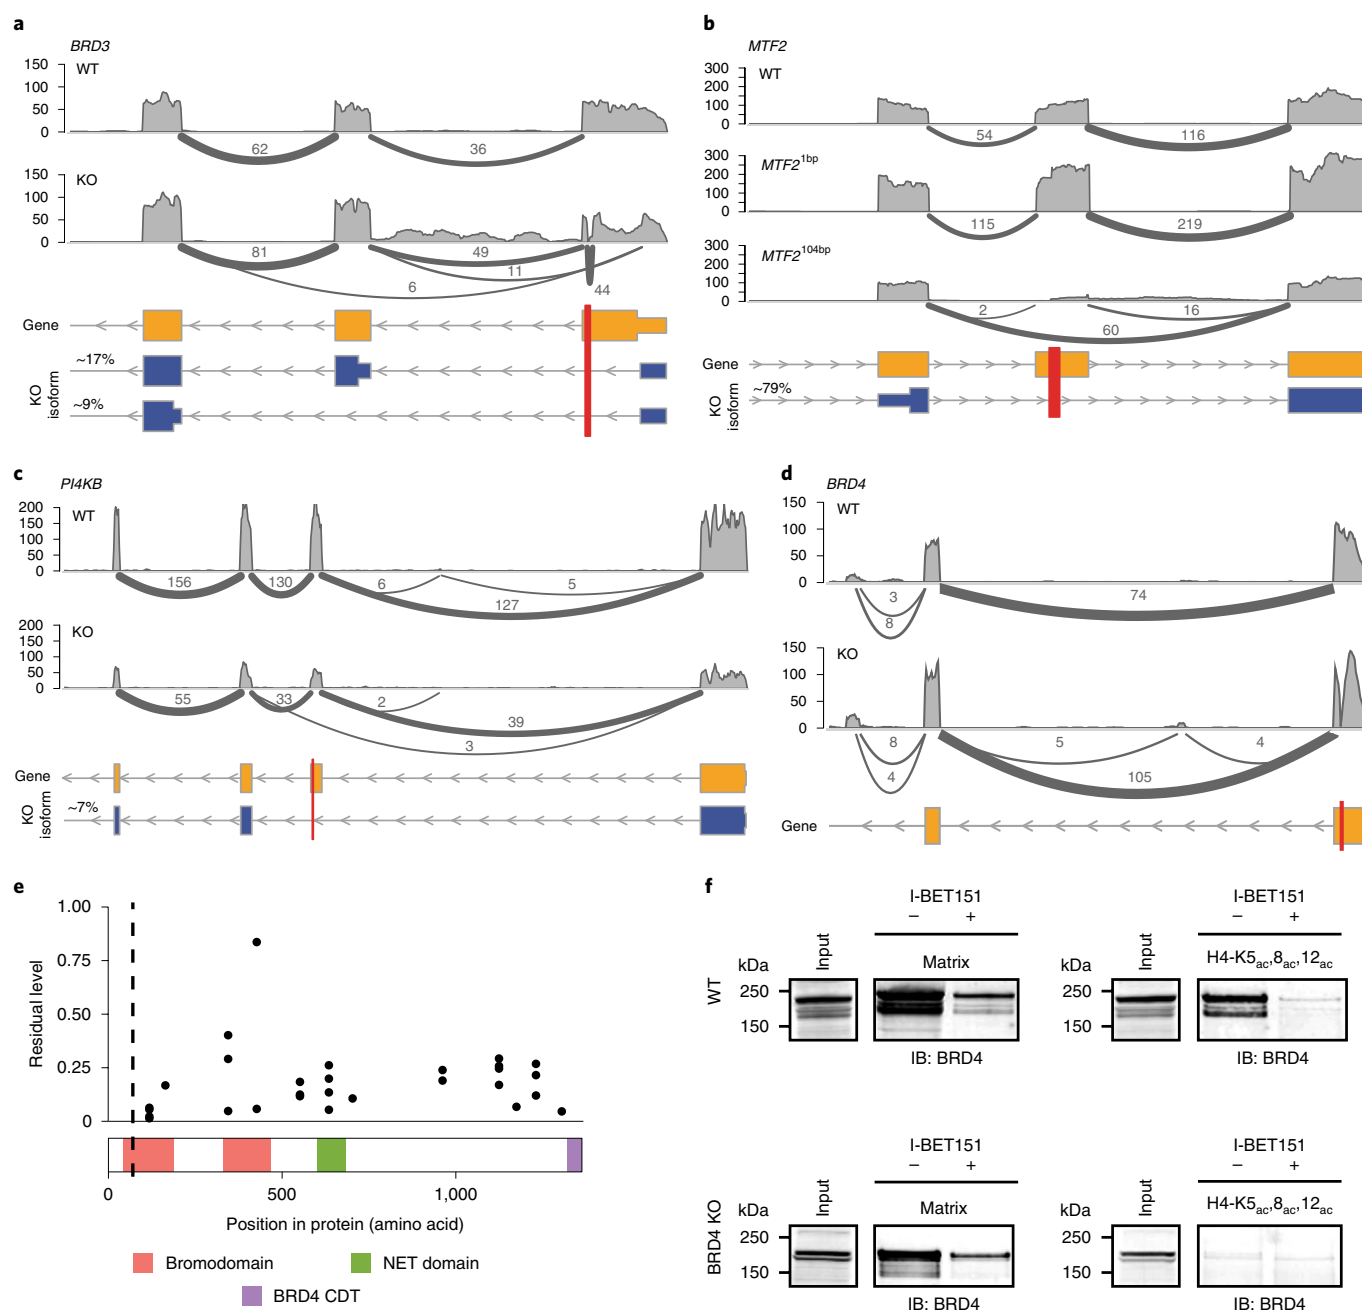 a
BRD3
WT
150
100
50
0
62
36
KO
150
100
50
0
81
49
11
6
44
Gene
KO isoform
~17%
~9%
b
MTF2
WT
300
200
100
0
54
116
MTF2^1bp
300
200
100
0
115
219
MTF2^104bp
300
200
100
0
2
16
60
Gene
KO isoform
~79%
c
PI4KB
WT
200
150
100
50
0
156
130
6
5
127
KO
200
150
100
50
0
55
33
2
39
3
Gene
KO isoform
~7%
d
BRD4
WT
150
100
50
0
3
8
74
KO
150
100
50
0
8
4
5
4
105
Gene
e
Residual level
1.00
0.75
0.50
0.25
0
0
500
1,000
Position in protein (amino acid)
Bromodomain
NET domain
BRD4 CDT
f
WT
I-BET151
– +
kDa
Input
Matrix
250
150
IB: BRD4
I-BET151
– +
kDa
Input
H4-K5ac,8ac,12ac
250
150
IB: BRD4
BRD4 KO
I-BET151
– +
kDa
Input
Matrix
250
150
IB: BRD4
I-BET151
– +
kDa
Input
H4-K5ac,8ac,12ac
250
150
IB: BRD4